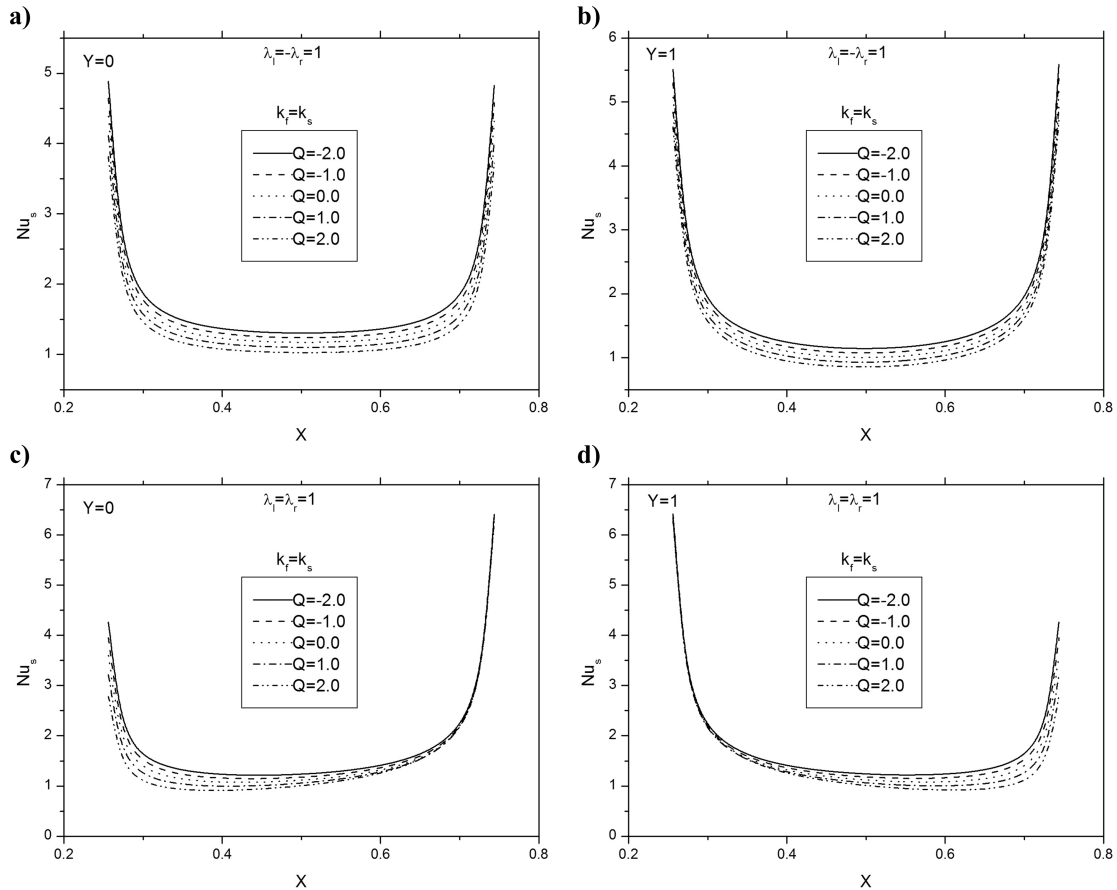 a)
Y=0
λl=-λr=1
kf=ks
Q=-2.0
Q=-1.0
Q=0.0
Q=1.0
Q=2.0
5
4
3
2
1
Nus
0.2
0.4
0.6
0.8
X
b)
Y=1
λl=-λr=1
kf=ks
Q=-2.0
Q=-1.0
Q=0.0
Q=1.0
Q=2.0
6
5
4
3
2
1
0
Nus
0.2
0.4
0.6
0.8
X
c)
Y=0
λl=λr=1
kf=ks
Q=-2.0
Q=-1.0
Q=0.0
Q=1.0
Q=2.0
7
6
5
4
3
2
1
0
Nus
0.2
0.4
0.6
0.8
X
d)
Y=1
λl=λr=1
kf=ks
Q=-2.0
Q=-1.0
Q=0.0
Q=1.0
Q=2.0
7
6
5
4
3
2
1
0
Nus
0.2
0.4
0.6
0.8
X